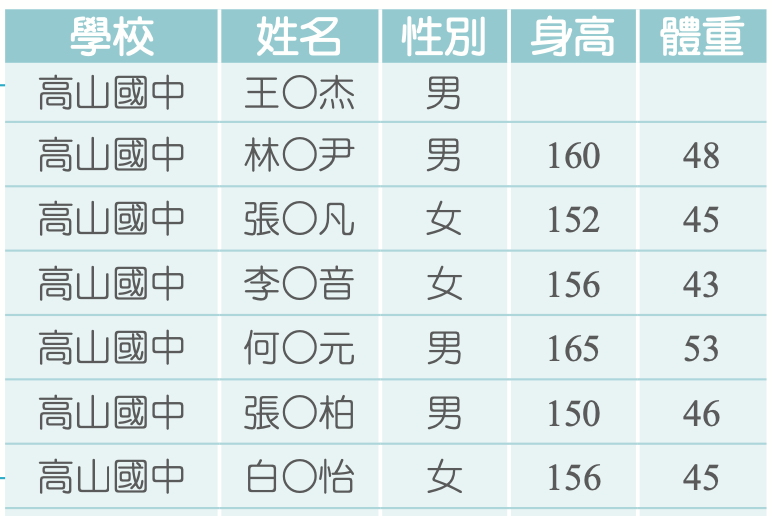 學校 姓名 性別 身高 體重
高山國中 王〇杰 男
高山國中 林〇尹 男 160 48
高山國中 張〇凡 女 152 45
高山國中 李〇音 女 156 43
高山國中 何〇元 男 165 53
高山國中 張〇柏 男 150 46
高山國中 白〇怡 女 156 45